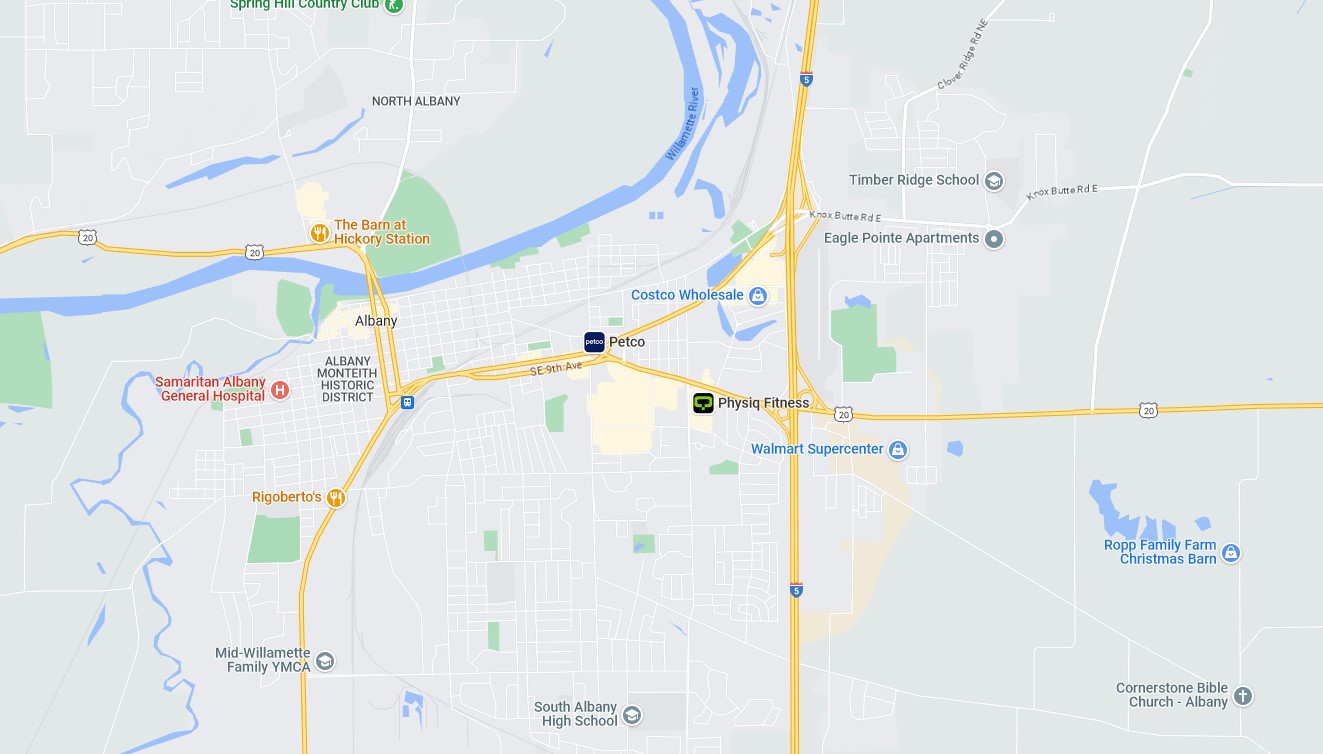 Spring Hill Country Club
NORTH ALBANY
Willamette River
5
Clover Ridge Rd NE
Timber Ridge School
Knox Butte Rd E
Knox Butte Rd E
The Barn at
Hickory Station
20
20
Eagle Pointe Apartments
Costco Wholesale
Albany
petco
Petco
SE 9th Ave
ALBANY
MONTEITH
HISTORIC
DISTRICT
Samaritan Albany
General Hospital
H
Physiq Fitness
20
20
Walmart Supercenter
Rigoberto's
Ropp Family Farm
Christmas Barn
5
Mid-Willamette
Family YMCA
South Albany
High School
Cornerstone Bible
Church - Albany